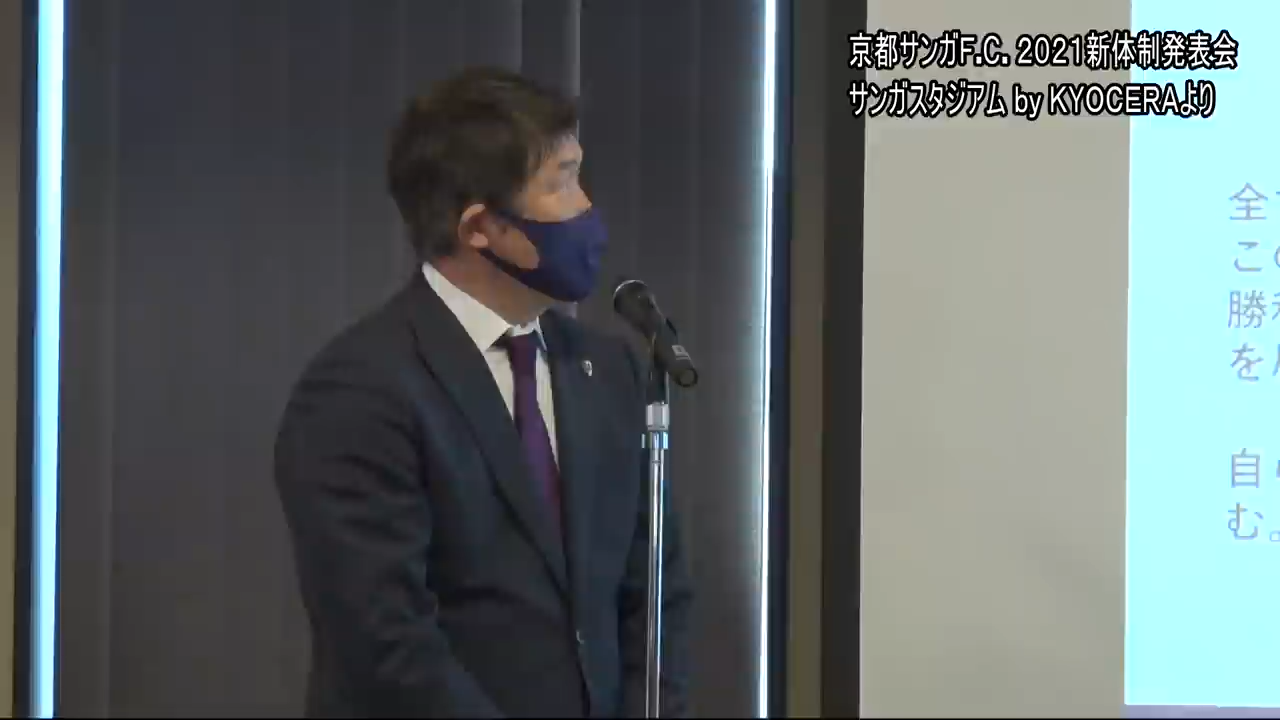 京都サンガF.C. 2021新体制発表会
サンガスタジアム by KYOCERAより
全
この
勝
を
自
む。